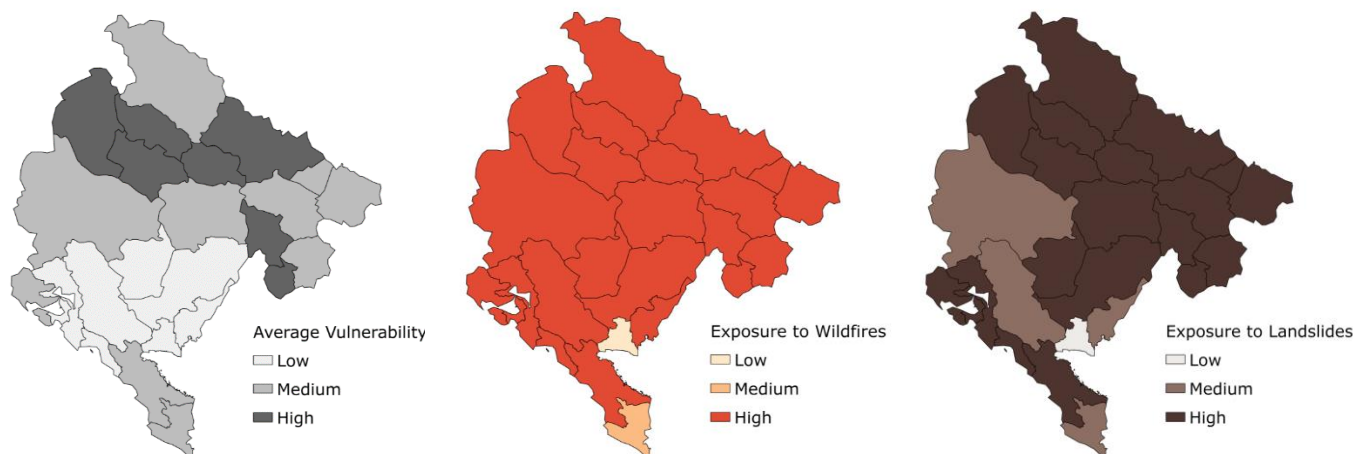 Average Vulnerability
Low
Medium
High
Exposure to Wildfires
Low
Medium
High
Exposure to Landslides
Low
Medium
High